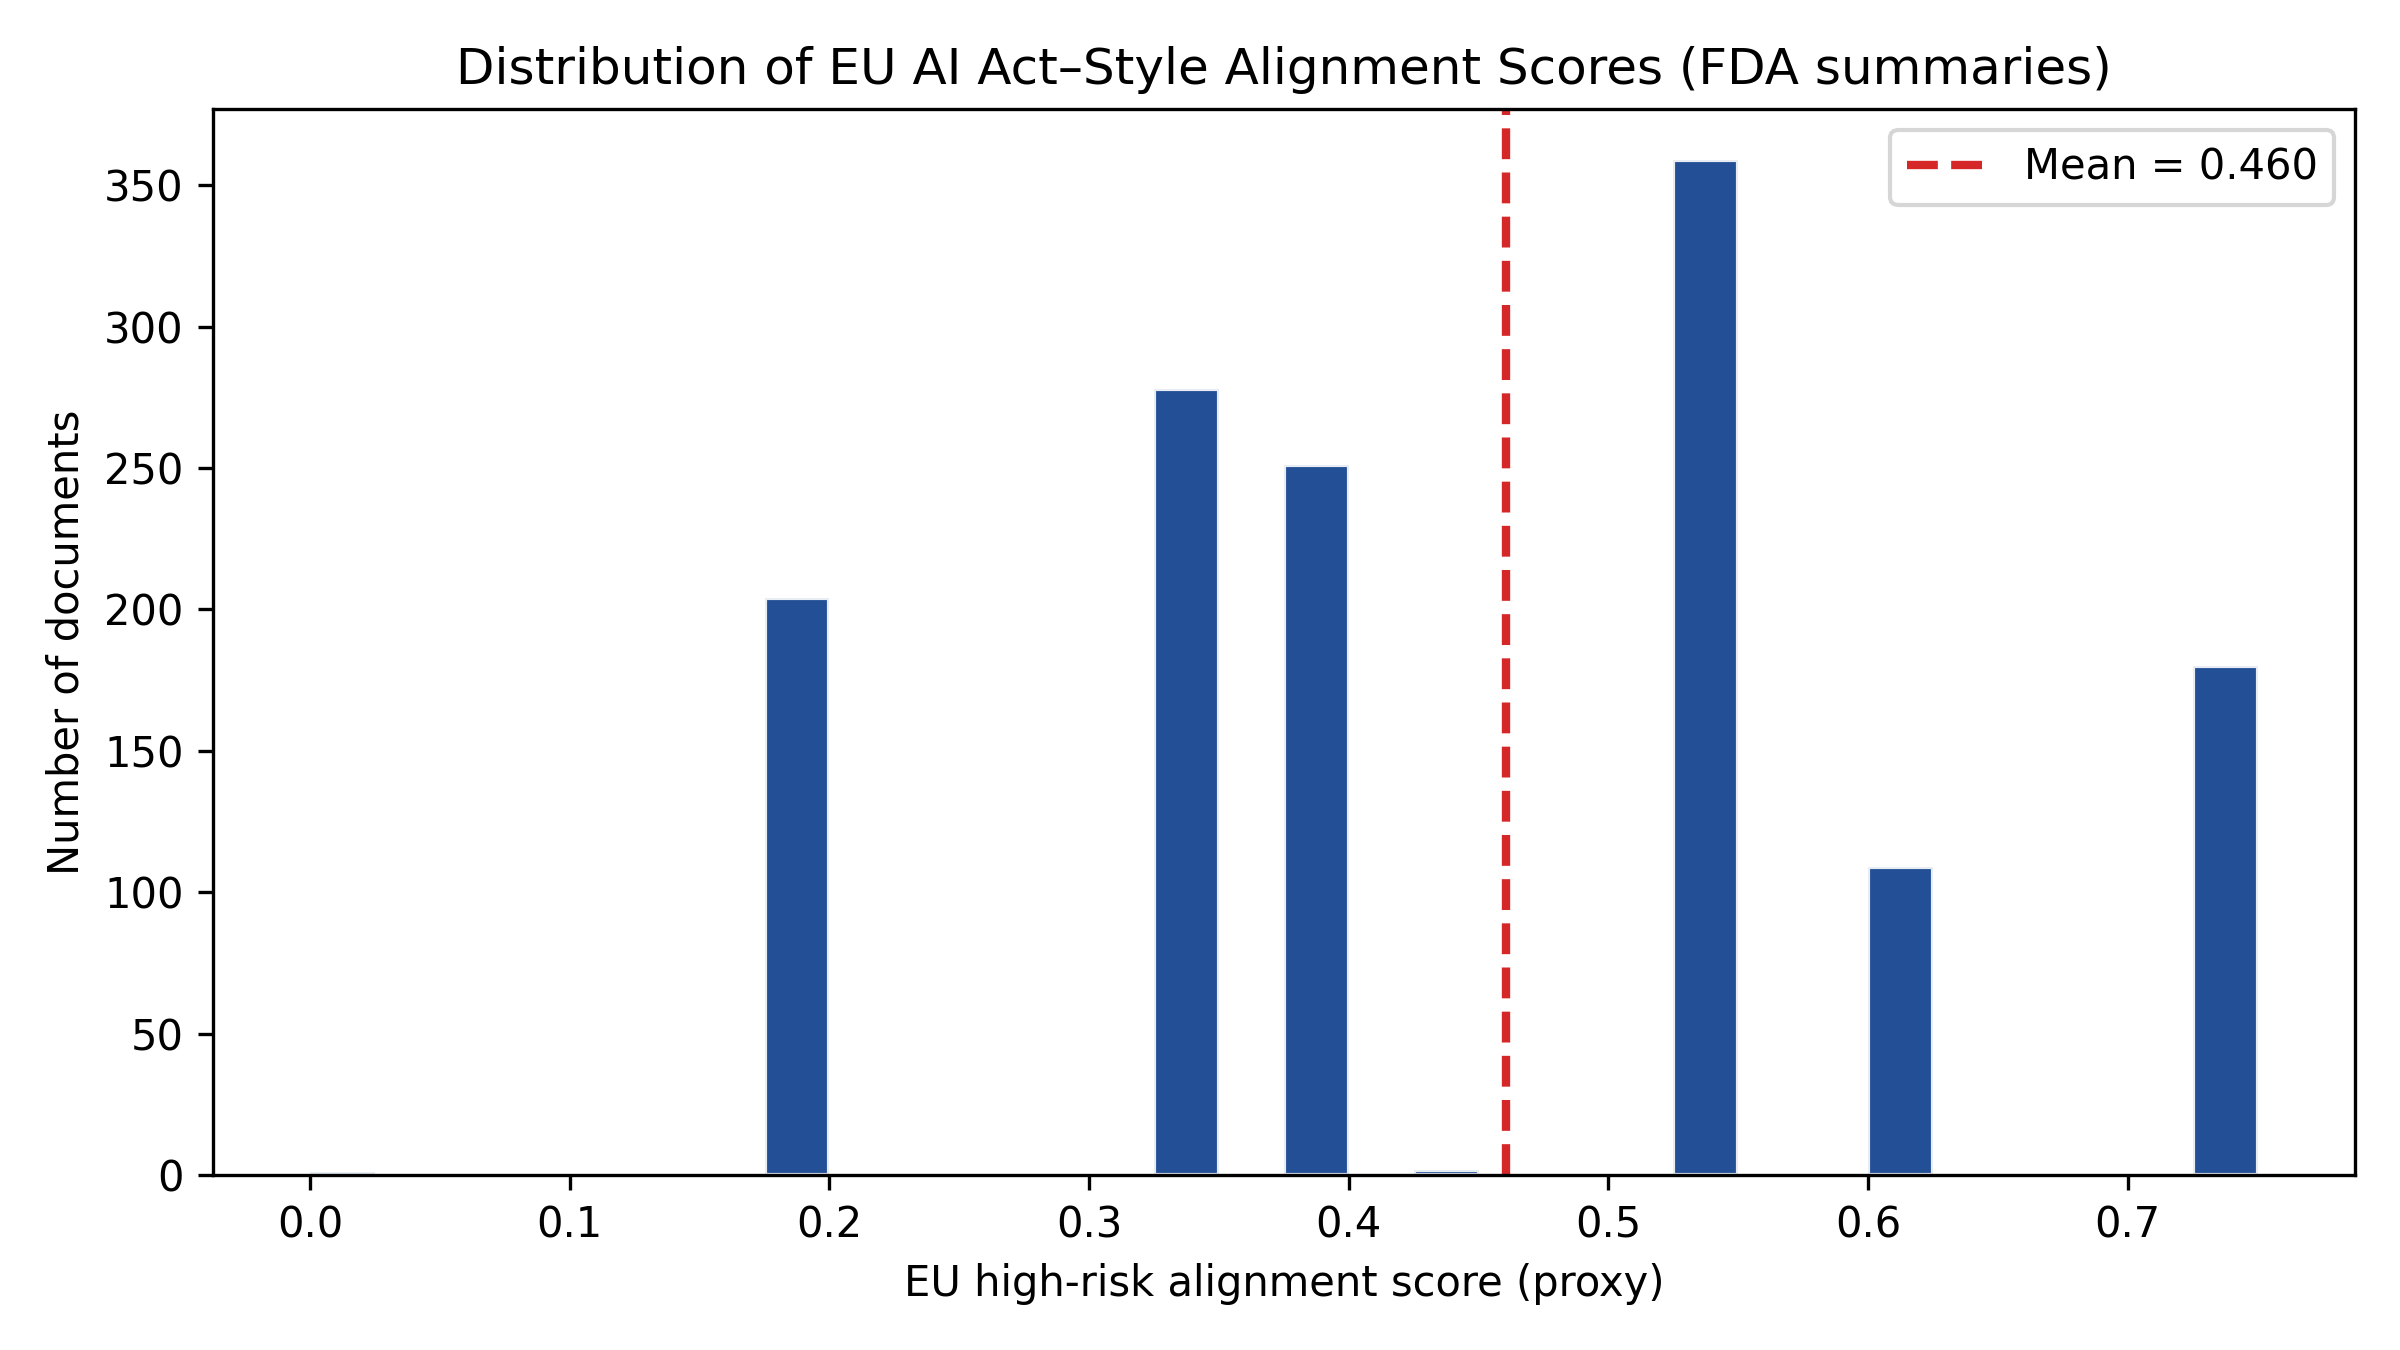 Distribution of EU AI Act–Style Alignment Scores (FDA summaries)
Mean = 0.460
350
300
250
200
150
100
50
0
Number of documents
0.0 0.1 0.2 0.3 0.4 0.5 0.6 0.7
EU high-risk alignment score (proxy)